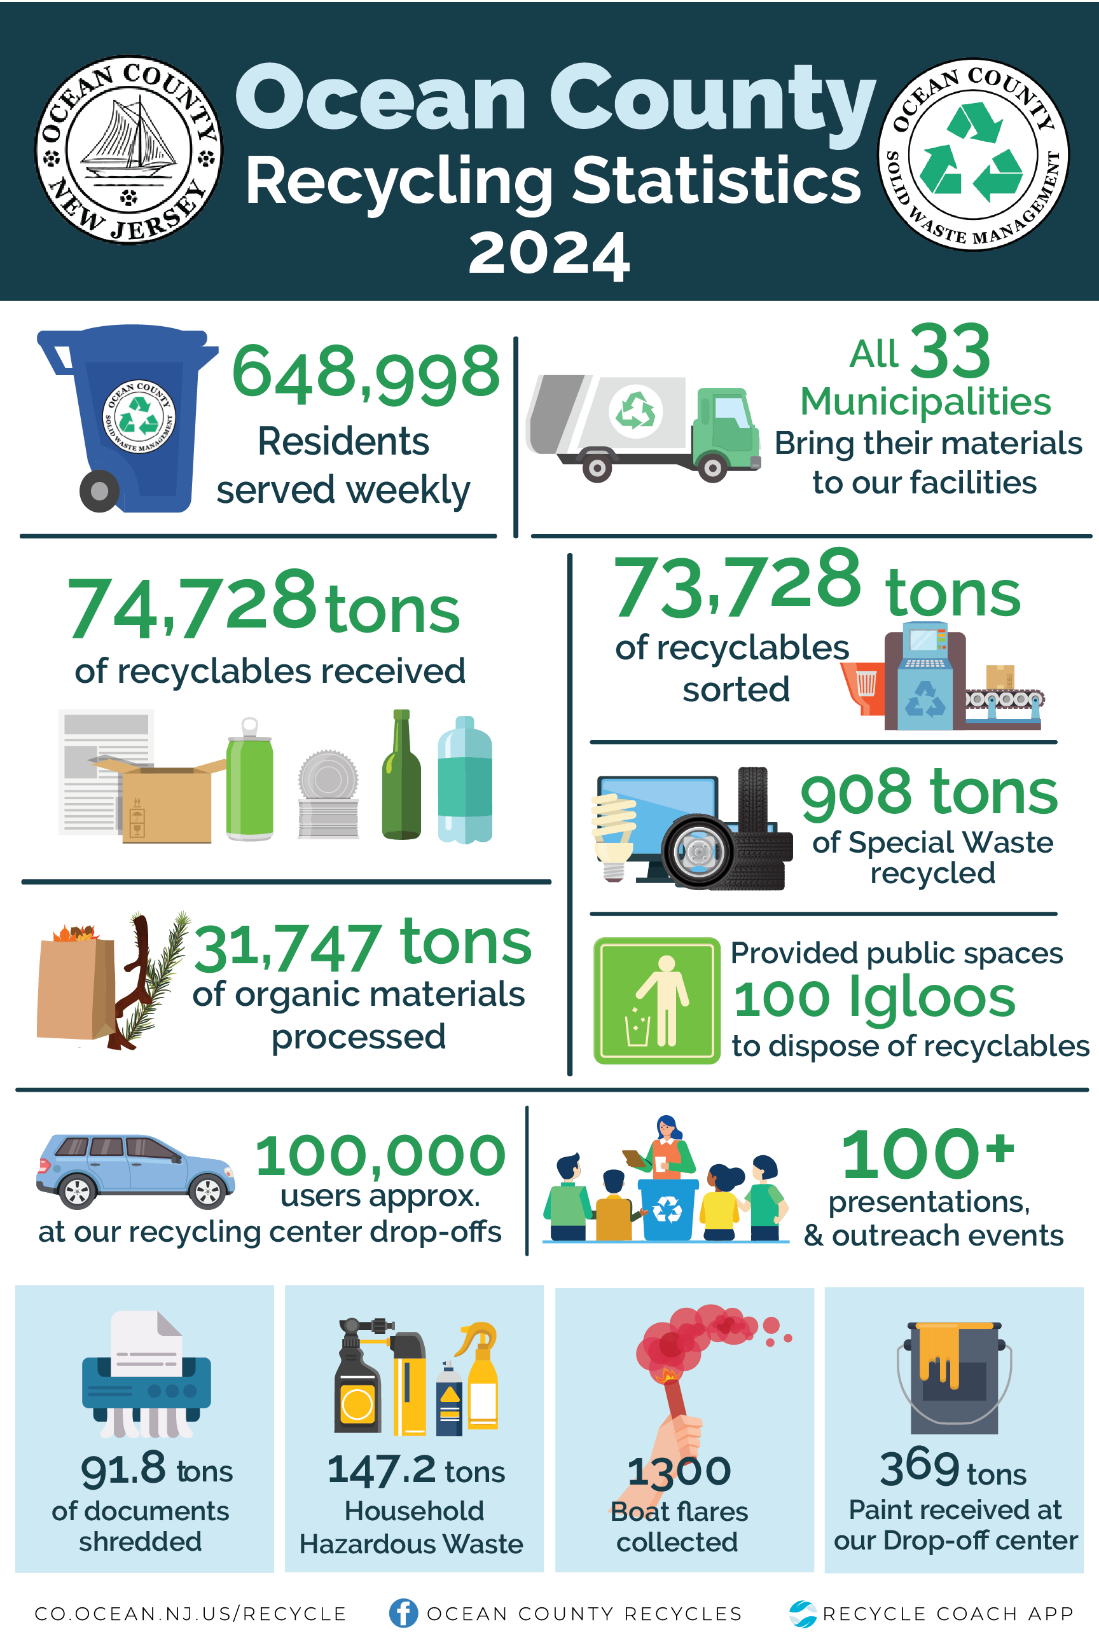 OCEAN COUNTY
NEW JERSEY
Ocean County
Recycling Statistics
2024
OCEAN COUNTY
SOLID WASTE MANAGEMENT
OCEAN COUNTY
SOLID WASTE MANAGEMENT
648,998
Residents
served weekly
All 33
Municipalities
Bring their materials
to our facilities
74,728 tons
of recyclables received
73,728 tons
of recyclables
sorted
908 tons
of Special Waste
recycled
31,747 tons
of organic materials
processed
Provided public spaces
100 Igloos
to dispose of recyclables
100,000
users approx.
at our recycling center drop-offs
100+
presentations,
& outreach events
91.8 tons
of documents
shredded
147.2 tons
Household
Hazardous Waste
1300
Boat flares
collected
369 tons
Paint received at
our Drop-off center
CO.OCEAN.NJ.US/RECYCLE
f OCEAN COUNTY RECYCLES
RECYCLE COACH APP